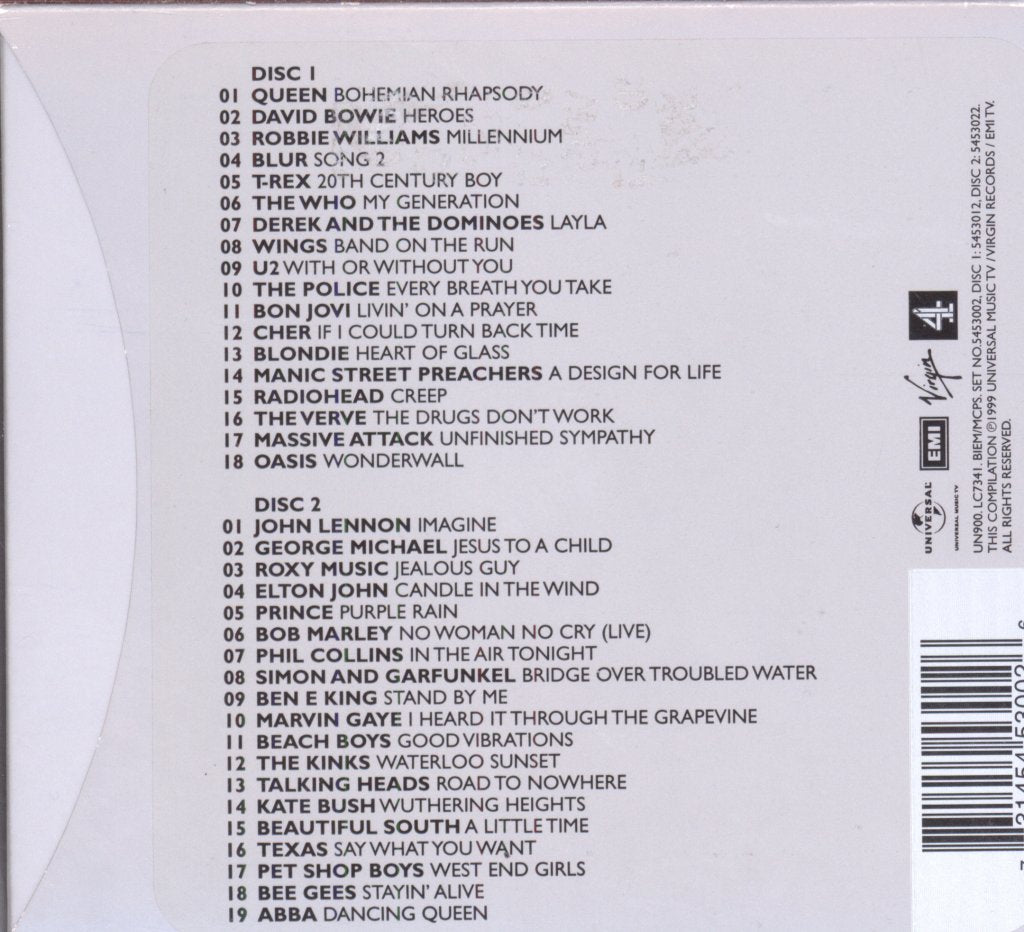 DISC 1
01 QUEEN BOHEMIAN RHAPSODY
02 DAVID BOWIE HEROES
03 ROBBIE WILLIAMS MILLENNIUM
04 BLUR SONG 2
05 T-REX 20TH CENTURY BOY
06 THE WHO MY GENERATION
07 DEREK AND THE DOMINOES LAYLA
08 WINGS BAND ON THE RUN
09 U2 WITH OR WITHOUT YOU
10 THE POLICE EVERY BREATH YOU TAKE
11 BON JOVI LIVIN' ON A PRAYER
12 CHER IF I COULD TURN BACK TIME
13 BLONDIE HEART OF GLASS
14 MANIC STREET PREACHERS A DESIGN FOR LIFE
15 RADIOHEAD CREEP
16 THE VERVE THE DRUGS DON'T WORK
17 MASSIVE ATTACK UNFINISHED SYMPATHY
18 OASIS WONDERWALL
DISC 2
01 JOHN LENNON IMAGINE
02 GEORGE MICHAEL JESUS TO A CHILD
03 ROXY MUSIC JEALOUS GUY
04 ELTON JOHN CANDLE IN THE WIND
05 PRINCE PURPLE RAIN
06 BOB MARLEY NO WOMAN NO CRY (LIVE)
07 PHIL COLLINS IN THE AIR TONIGHT
08 SIMON AND GARFUNKEL BRIDGE OVER TROUBLED WATER
09 BEN E KING STAND BY ME
10 MARVIN GAYE I HEARD IT THROUGH THE GRAPEVINE
11 BEACH BOYS GOOD VIBRATIONS
12 THE KINKS WATERLOO SUNSET
13 TALKING HEADS ROAD TO NOWHERE
14 KATE BUSH WUTHERING HEIGHTS
15 BEAUTIFUL SOUTH A LITTLE TIME
16 TEXAS SAY WHAT YOU WANT
17 PET SHOP BOYS WEST END GIRLS
18 BEE GEES STAYIN' ALIVE
19 ABBA DANCING QUEEN
UNIVERSAL
UNIVERSAL MUSIC TV
EMI
Virgin
4
UN900. LC7341. BIEM/MCPS. SET NO.5453002, DISC 1: 5453012, DISC 2: 5453022.
THIS COMPILATION ℗1999 UNIVERSAL MUSIC TV / VIRGIN RECORDS / EMI TV.
ALL RIGHTS RESERVED.
7 31454 53002 6